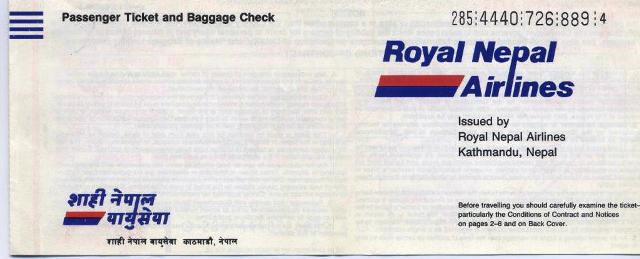 Passenger Ticket and Baggage Check
285:4440:726:889:4
Royal Nepal
Airlines
Issued by
Royal Nepal Airlines
Kathmandu, Nepal
शाही नेपाल
वायुसेवा
शाही नेपाल वायुसेवा काठमाडौं, नेपाल
Before travelling you should carefully examine the ticket–
particularly the Conditions of Contract and Notices
on pages 2–6 and on Back Cover.